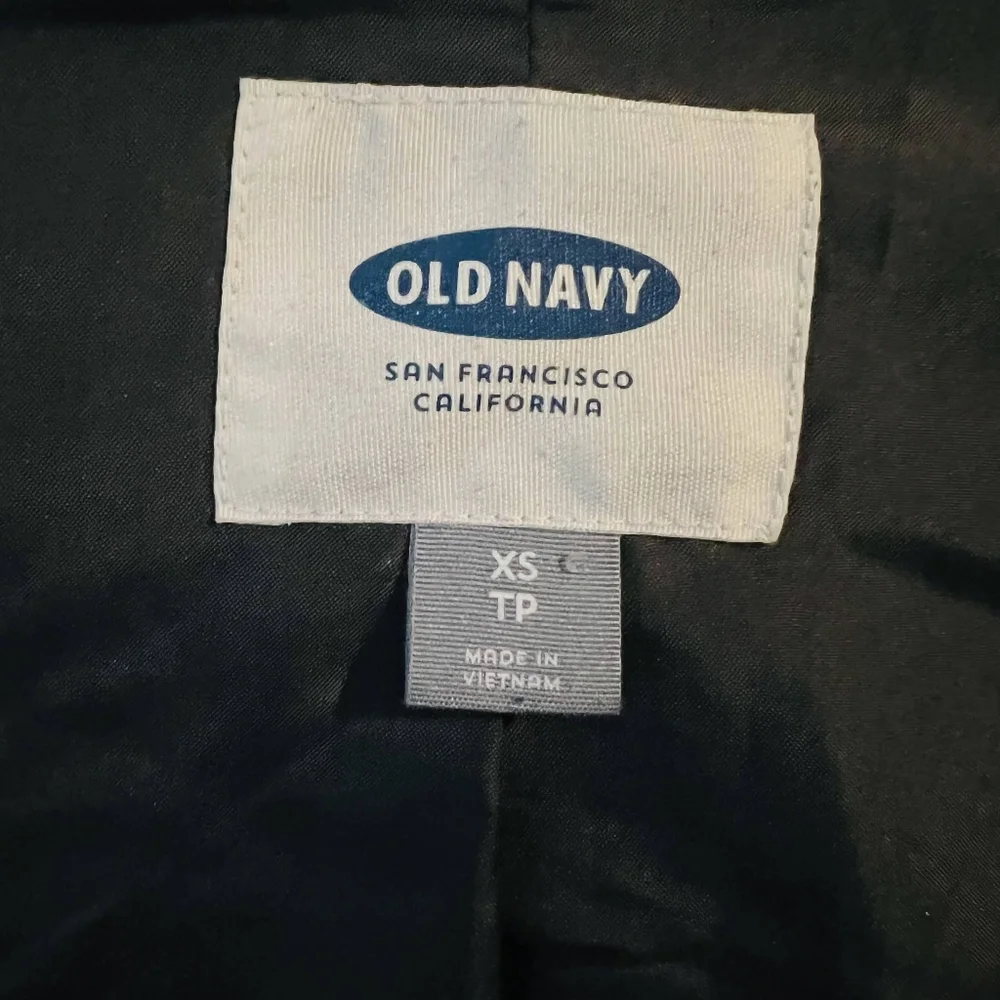 OLD NAVY
SAN FRANCISCO
CALIFORNIA
XS
TP
MADE IN
VIETNAM